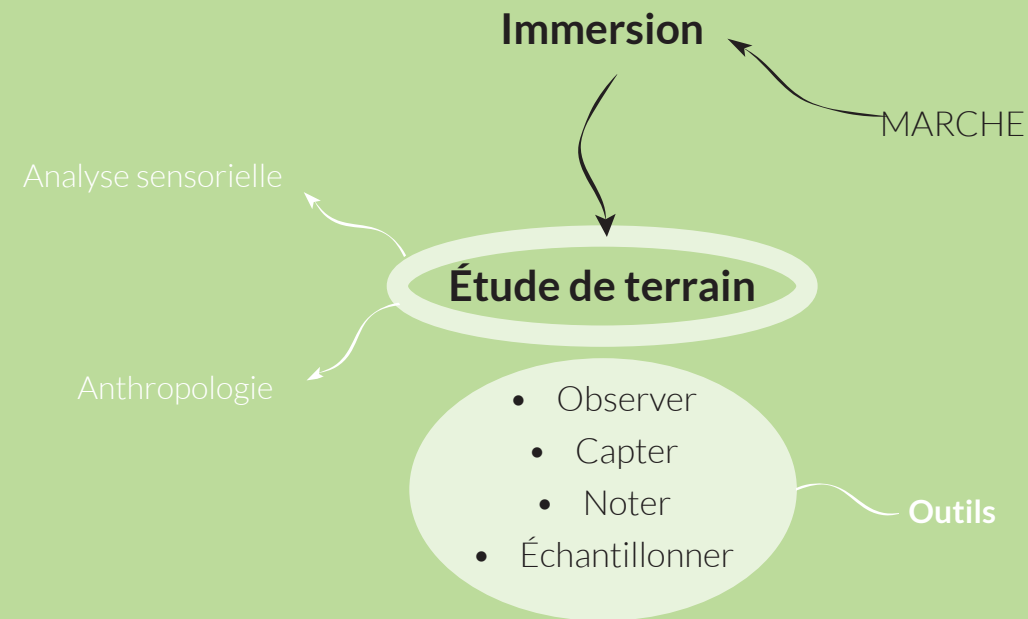 Immersion
MARCHE
Analyse sensorielle
Étude de terrain
Anthropologie
• Observer
• Capter
• Noter
• Échantillonner
Outils